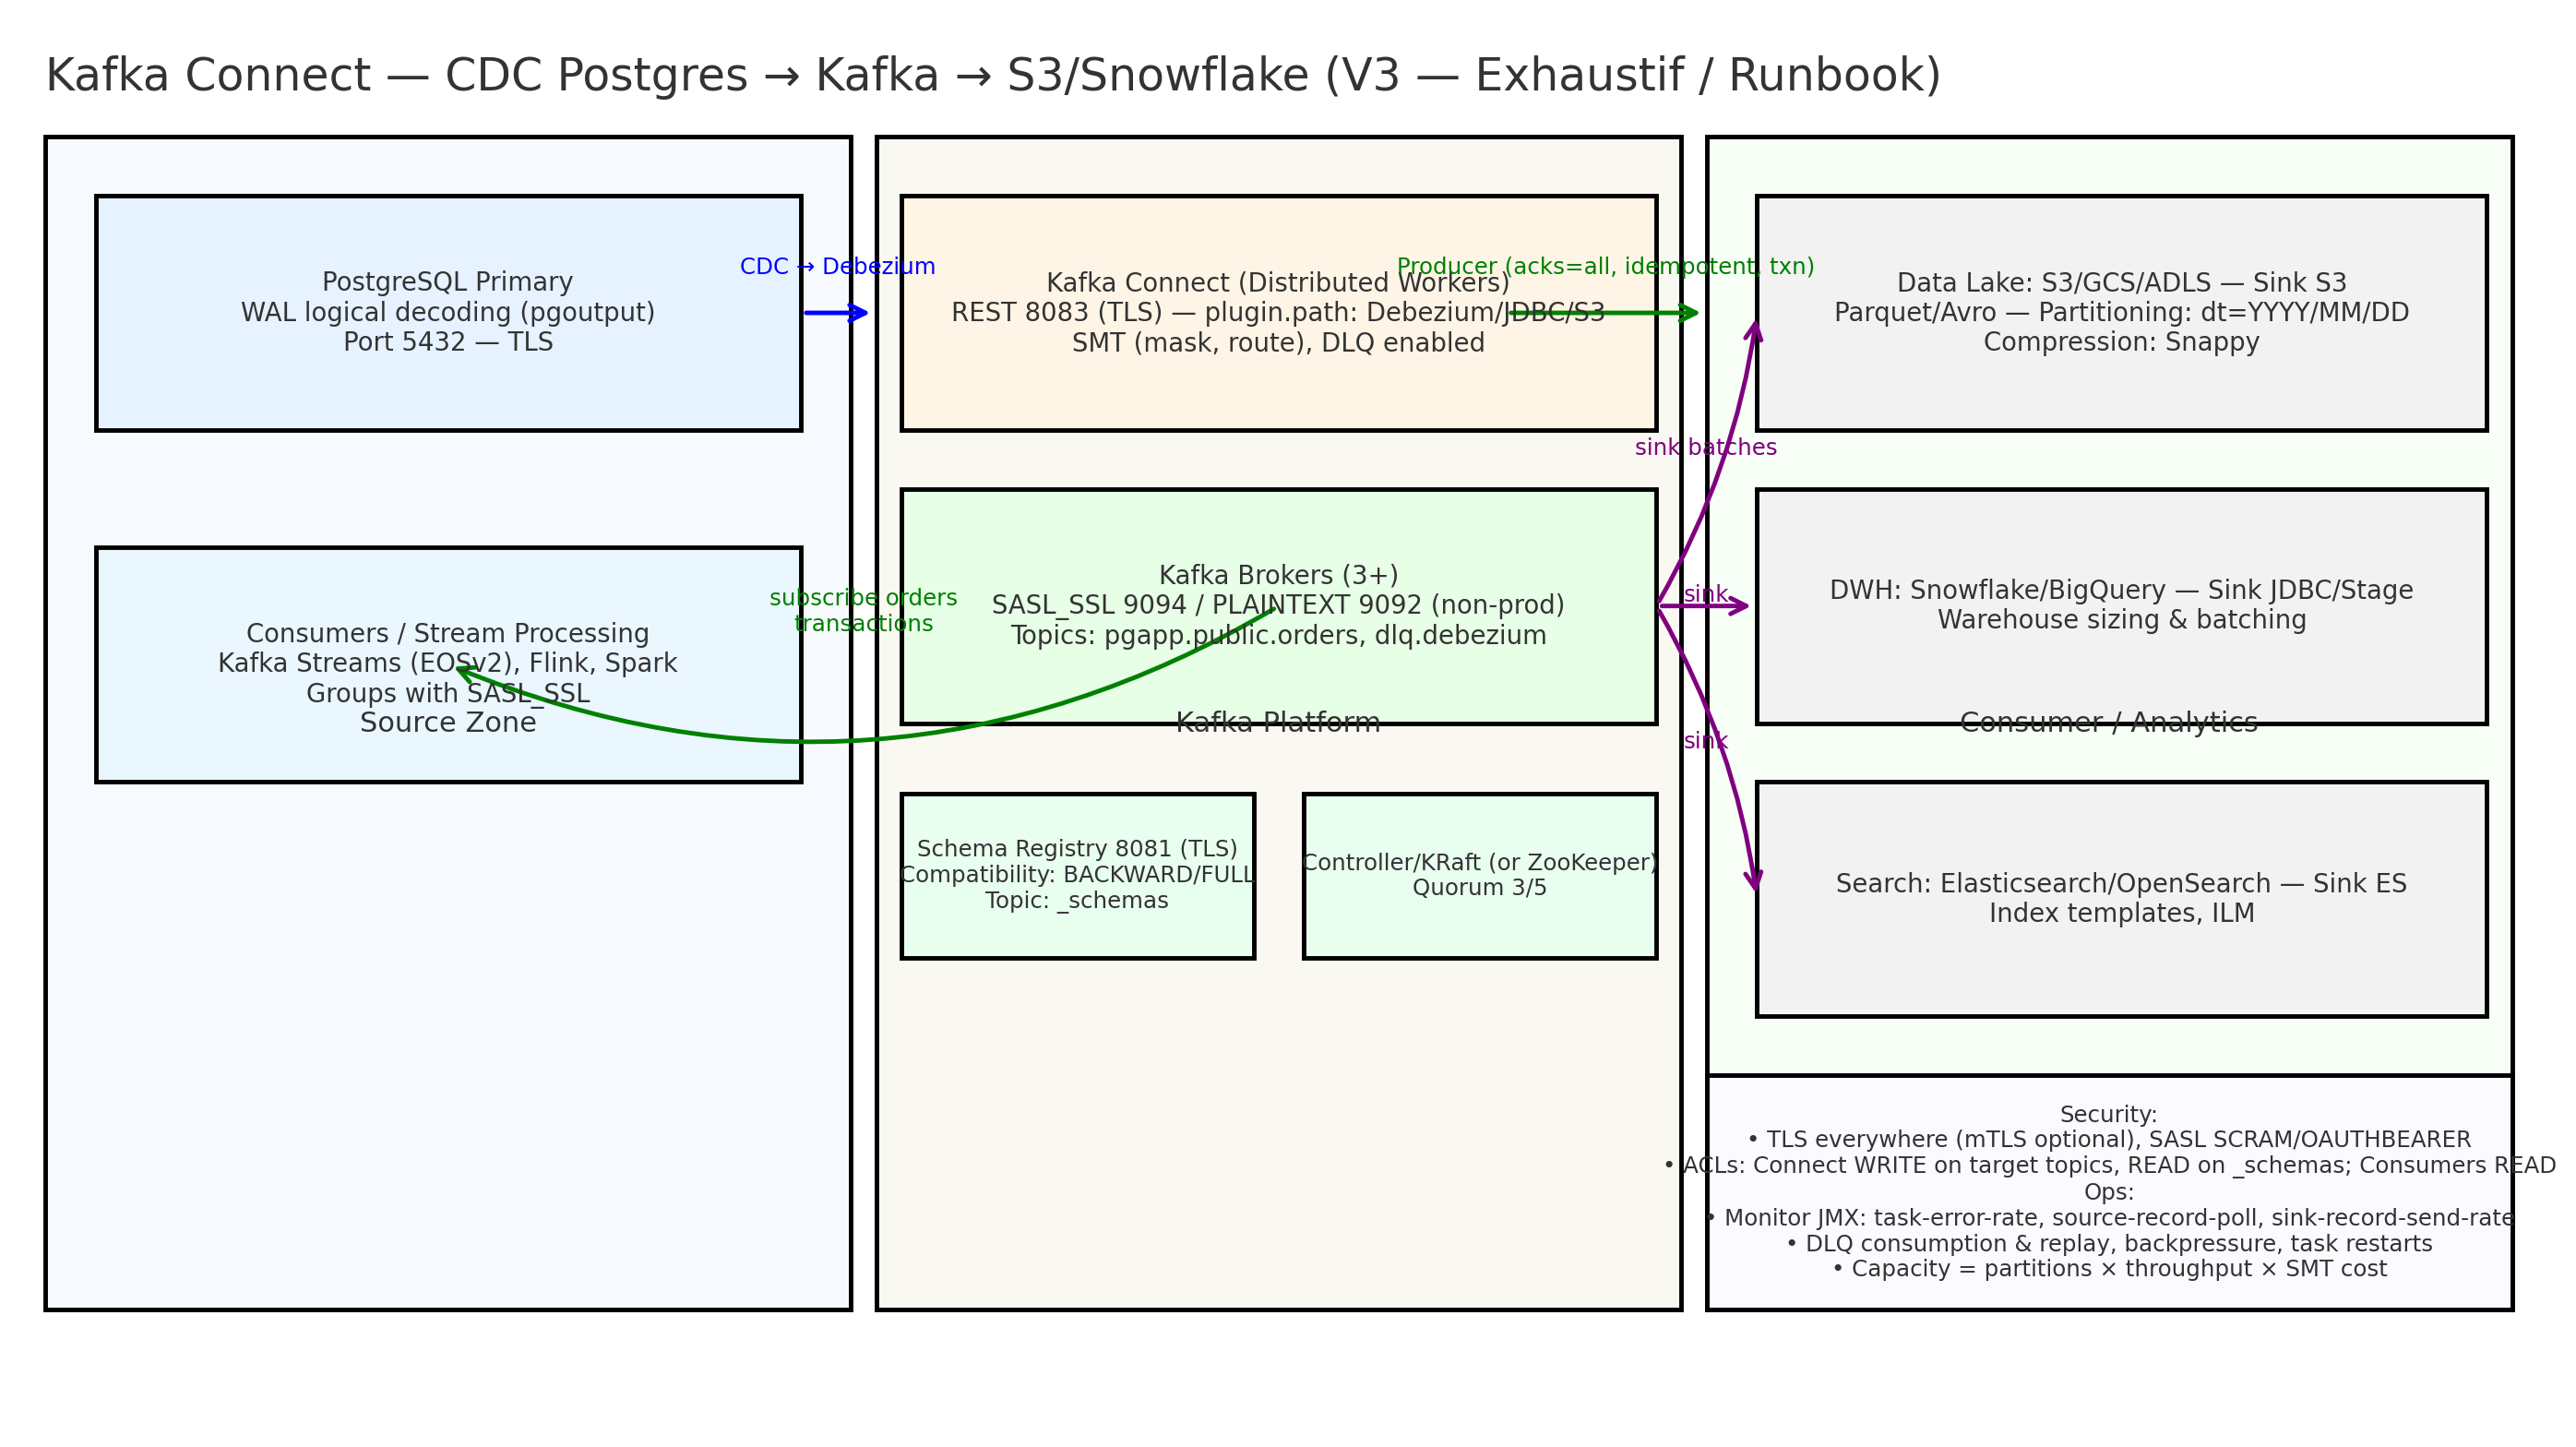 Kafka Connect — CDC Postgres → Kafka → S3/Snowflake (V3 — Exhaustif / Runbook)
PostgreSQL Primary
WAL logical decoding (pgoutput)
Port 5432 — TLS
CDC → Debezium
Kafka Connect (Distributed Workers)
REST 8083 (TLS) — plugin.path: Debezium/JDBC/S3
SMT (mask, route), DLQ enabled
Producer (acks=all, idempotent, txn)
Data Lake: S3/GCS/ADLS — Sink S3
Parquet/Avro — Partitioning: dt=YYYY/MM/DD
Compression: Snappy
sink batches
Consumers / Stream Processing
Kafka Streams (EOSv2), Flink, Spark
Groups with SASL_SSL
Source Zone
subscribe orders
transactions
Kafka Brokers (3+)
SASL_SSL 9094 / PLAINTEXT 9092 (non-prod)
Topics: pgapp.public.orders, dlq.debezium
Kafka Platform
sink
DWH: Snowflake/BigQuery — Sink JDBC/Stage
Warehouse sizing & batching
Consumer / Analytics
sink
Schema Registry 8081 (TLS)
Compatibility: BACKWARD/FULL
Topic: _schemas
Controller/KRaft (or ZooKeeper)
Quorum 3/5
Search: Elasticsearch/OpenSearch — Sink ES
Index templates, ILM
Security:
• TLS everywhere (mTLS optional), SASL SCRAM/OAUTHBEARER
• ACLs: Connect WRITE on target topics, READ on _schemas; Consumers READ
Ops:
• Monitor JMX: task-error-rate, source-record-poll, sink-record-send-rate
• DLQ consumption & replay, backpressure, task restarts
• Capacity = partitions × throughput × SMT cost